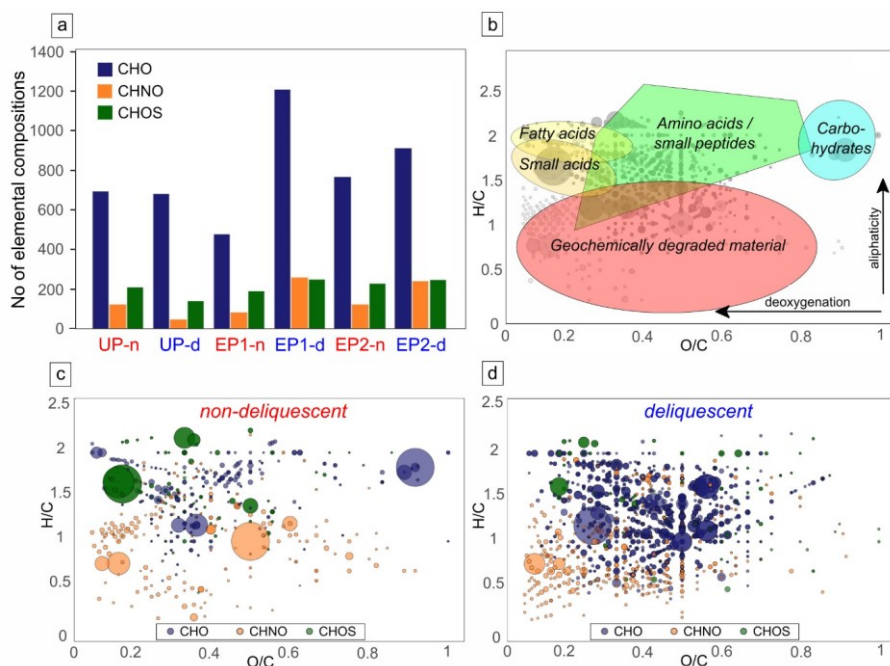 a
No of elemental compositions
1400
1200
1000
800
600
400
200
0
CHO
CHNO
CHOS
UP-n UP-d EP1-n EP1-d EP2-n EP2-d
b
H/C
2.5
2
1.5
1
0.5
0
Fatty acids
Small acids
Amino acids /
small peptides
Carbo-
hydrates
Geochemically degraded material
aliphaticity
deoxygenation
0 0.2 0.4 0.6 0.8 1
O/C
c
non-deliquescent
H/C
2.5
2
1.5
1
0.5
0
CHO CHNO CHOS
0 0.2 0.4 0.6 0.8 1
O/C
d
deliquescent
H/C
2.5
2
1.5
1
0.5
0
CHO CHNO CHOS
0 0.2 0.4 0.6 0.8 1
O/C